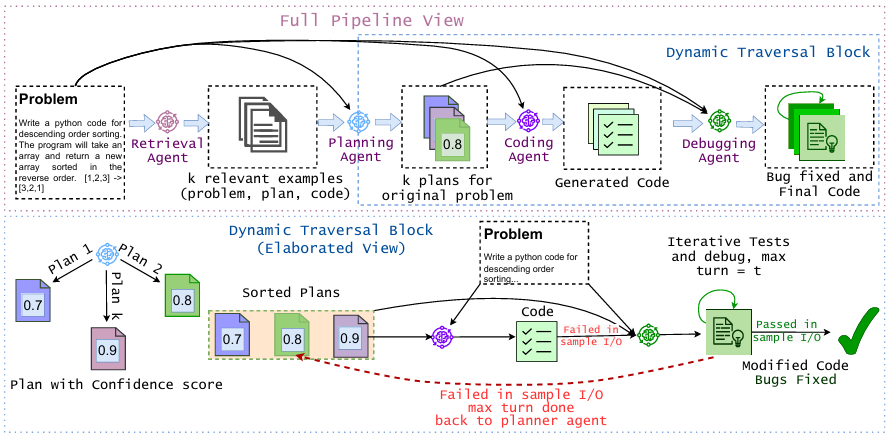 Full Pipeline View
Dynamic Traversal Block
Problem
Write a python code for
descending order sorting.
The program will take an
array and return a new
array sorted in the
reverse order. [1,2,3] ->
[3,2,1]
Retrieval
Agent
k relevant examples
(problem, plan, code)
Planning
Agent
0.8
k plans for
original problem
Coding
Agent
Generated Code
Debugging
Agent
Bug fixed and
Final Code
Dynamic Traversal Block
(Elaborated View)
Plan 1
Plan 2
Plan k
0.7
0.8
0.9
Plan with Confidence score
Sorted Plans
0.7
0.8
0.9
Problem
Write a python code for
descending order
sorting...
Code
Failed in
sample I/O
Iterative Tests
and debug, max
turn = t
Passed in
sample I/O
Modified Code
Bugs Fixed
Failed in sample I/O
max turn done
back to planner agent